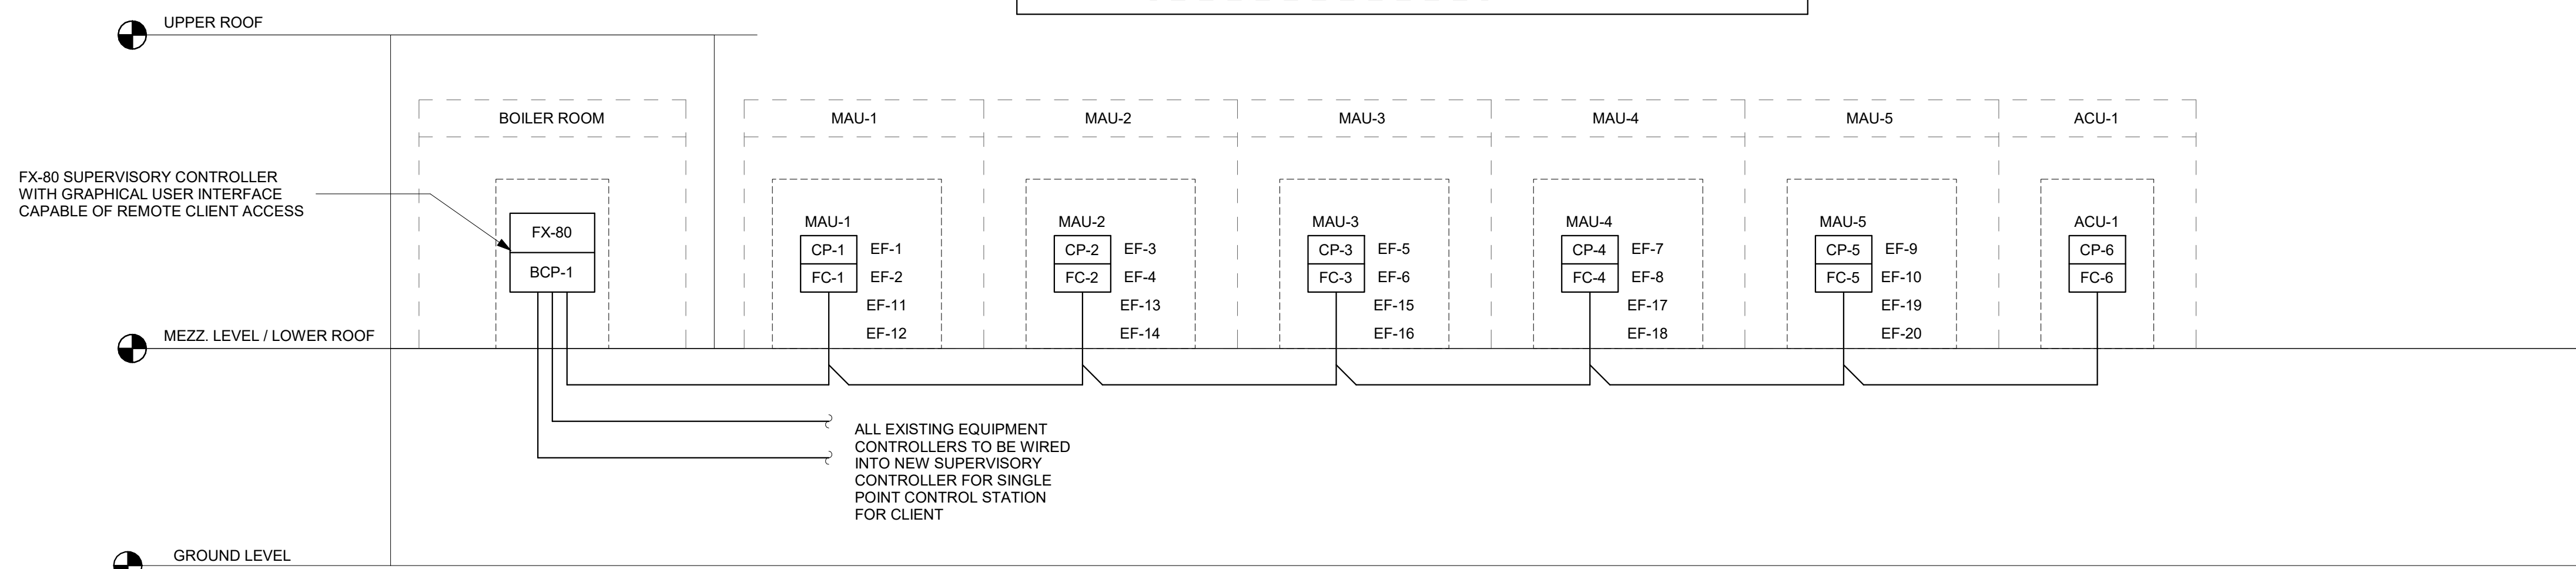 UPPER ROOF
BOILER ROOM
MAU-1
MAU-2
MAU-3
MAU-4
MAU-5
ACU-1
FX-80 SUPERVISORY CONTROLLER
WITH GRAPHICAL USER INTERFACE
CAPABLE OF REMOTE CLIENT ACCESS
FX-80
BCP-1
MAU-1
CP-1 EF-1
FC-1 EF-2
EF-11
EF-12
MAU-2
CP-2 EF-3
FC-2 EF-4
EF-13
EF-14
MAU-3
CP-3 EF-5
FC-3 EF-6
EF-15
EF-16
MAU-4
CP-4 EF-7
FC-4 EF-8
EF-17
EF-18
MAU-5
CP-5 EF-9
FC-5 EF-10
EF-19
EF-20
ACU-1
CP-6
FC-6
MEZZ. LEVEL / LOWER ROOF
ALL EXISTING EQUIPMENT
CONTROLLERS TO BE WIRED
INTO NEW SUPERVISORY
CONTROLLER FOR SINGLE
POINT CONTROL STATION
FOR CLIENT
GROUND LEVEL